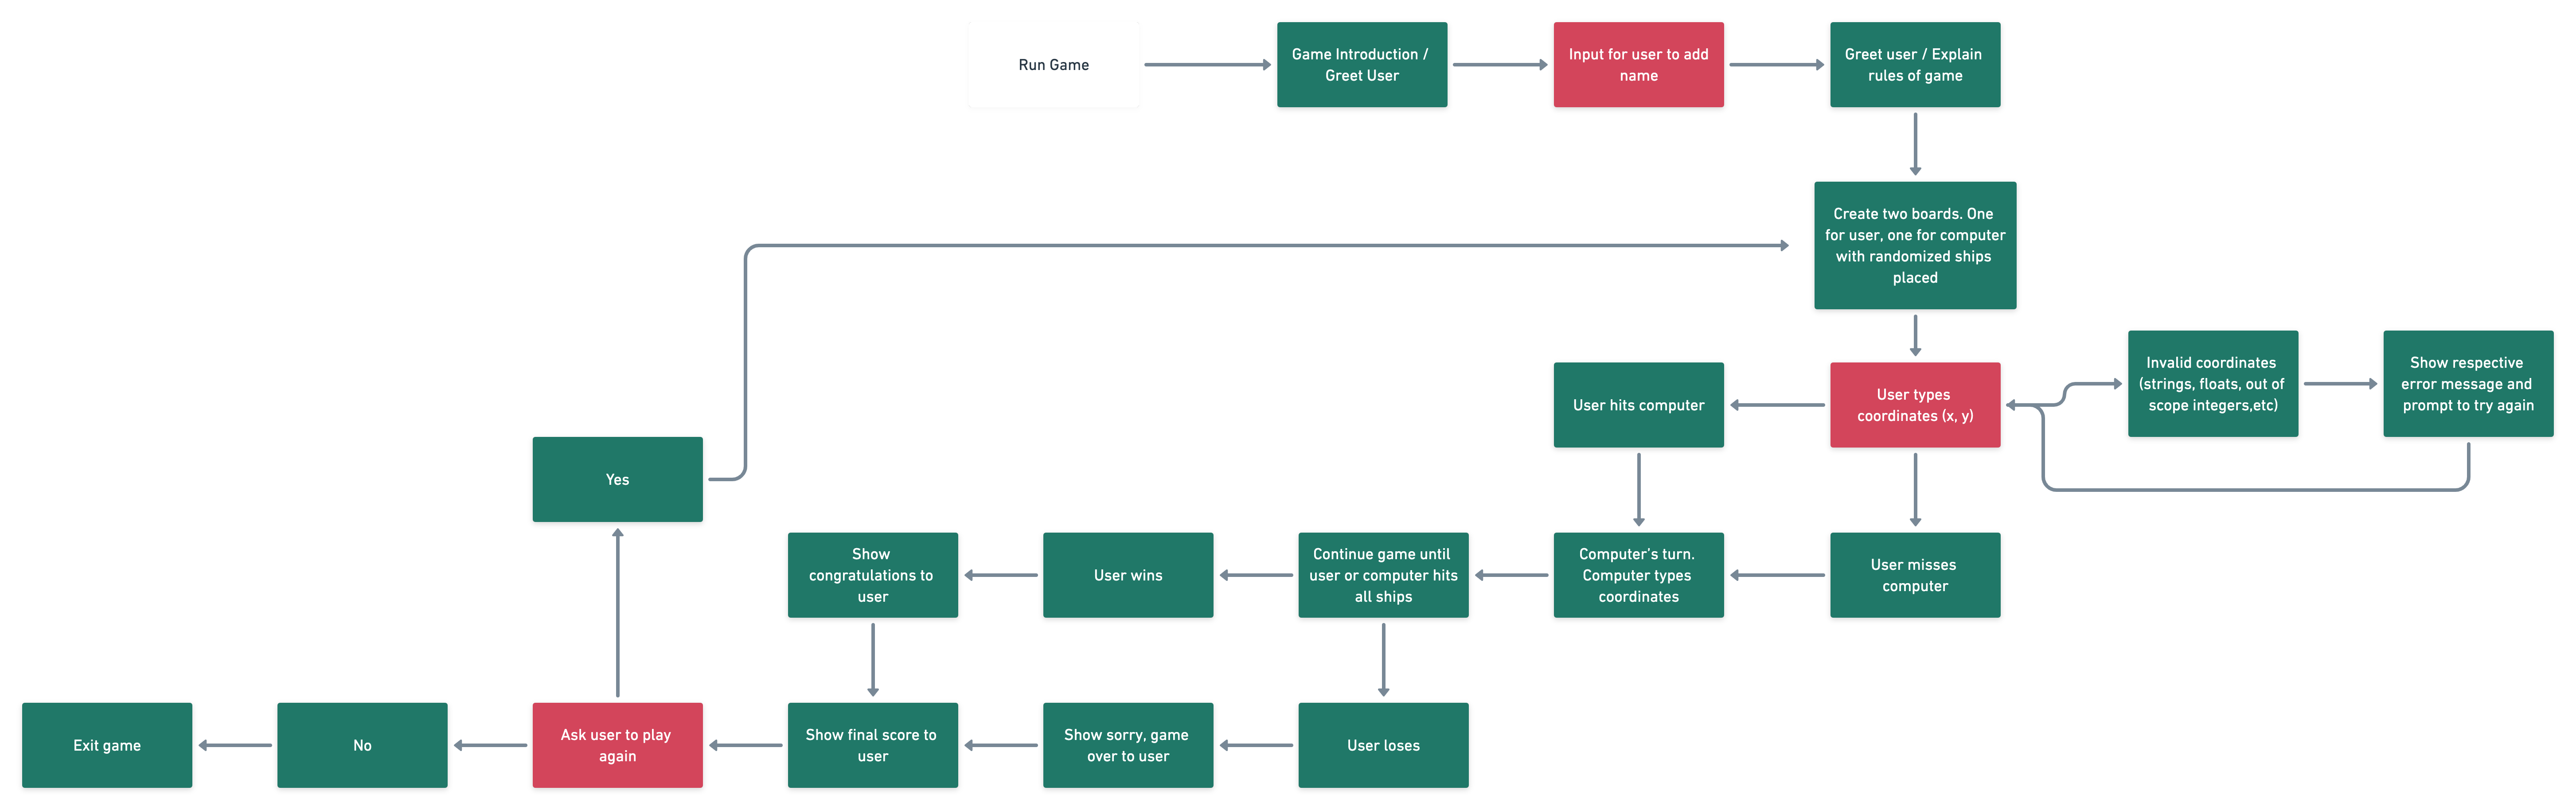 Run Game
Game Introduction /
Greet User
Input for user to add
name
Greet user / Explain
rules of game
Create two boards. One
for user, one for computer
with randomized ships
placed
User hits computer
User types
coordinates (x, y)
Invalid coordinates
(strings, floats, out of
scope integers,etc)
Show respective
error message and
prompt to try again
Yes
Show
congratulations to
user
User wins
Continue game until
user or computer hits
all ships
Computer's turn.
Computer types
coordinates
User misses
computer
Exit game
No
Ask user to play
again
Show final score to
user
Show sorry, game
over to user
User loses